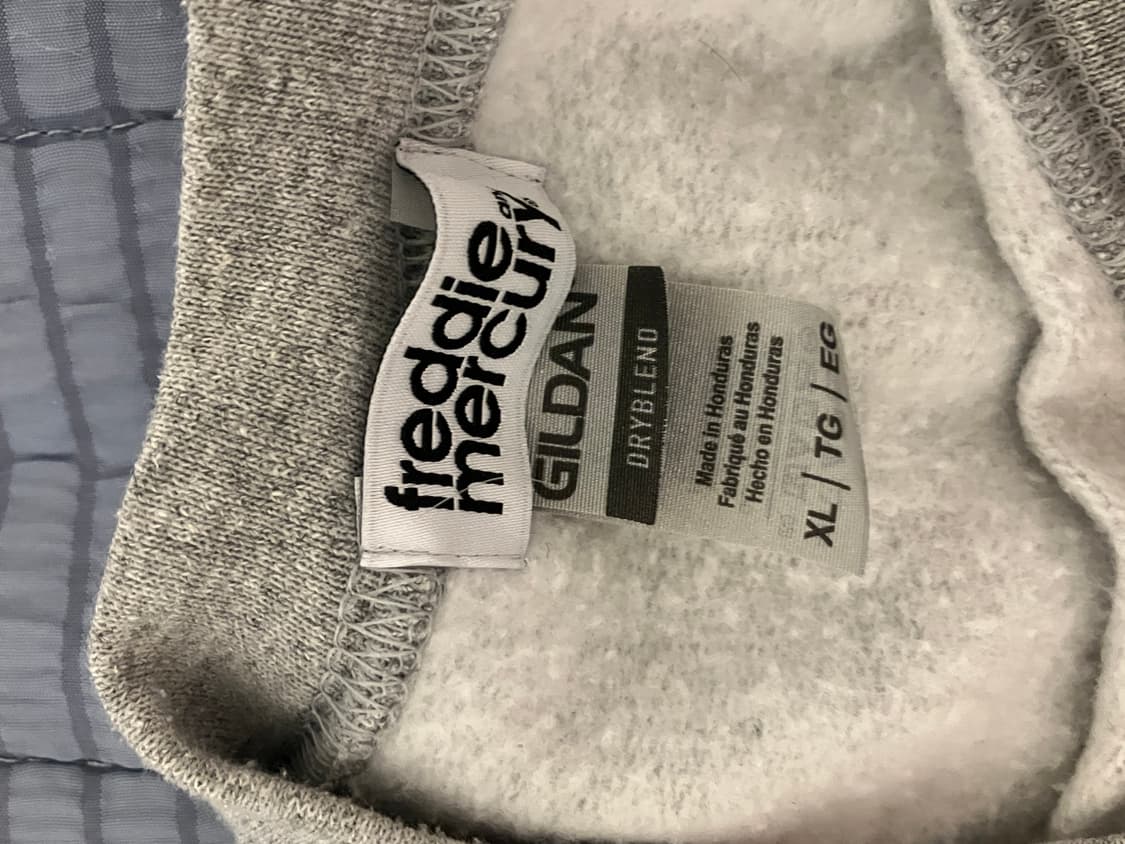 freddie
mercury
GILDAN
DRYBLEND
Made in Honduras
Fabriqué au Honduras
Hecho en Honduras
XL / TG / EG